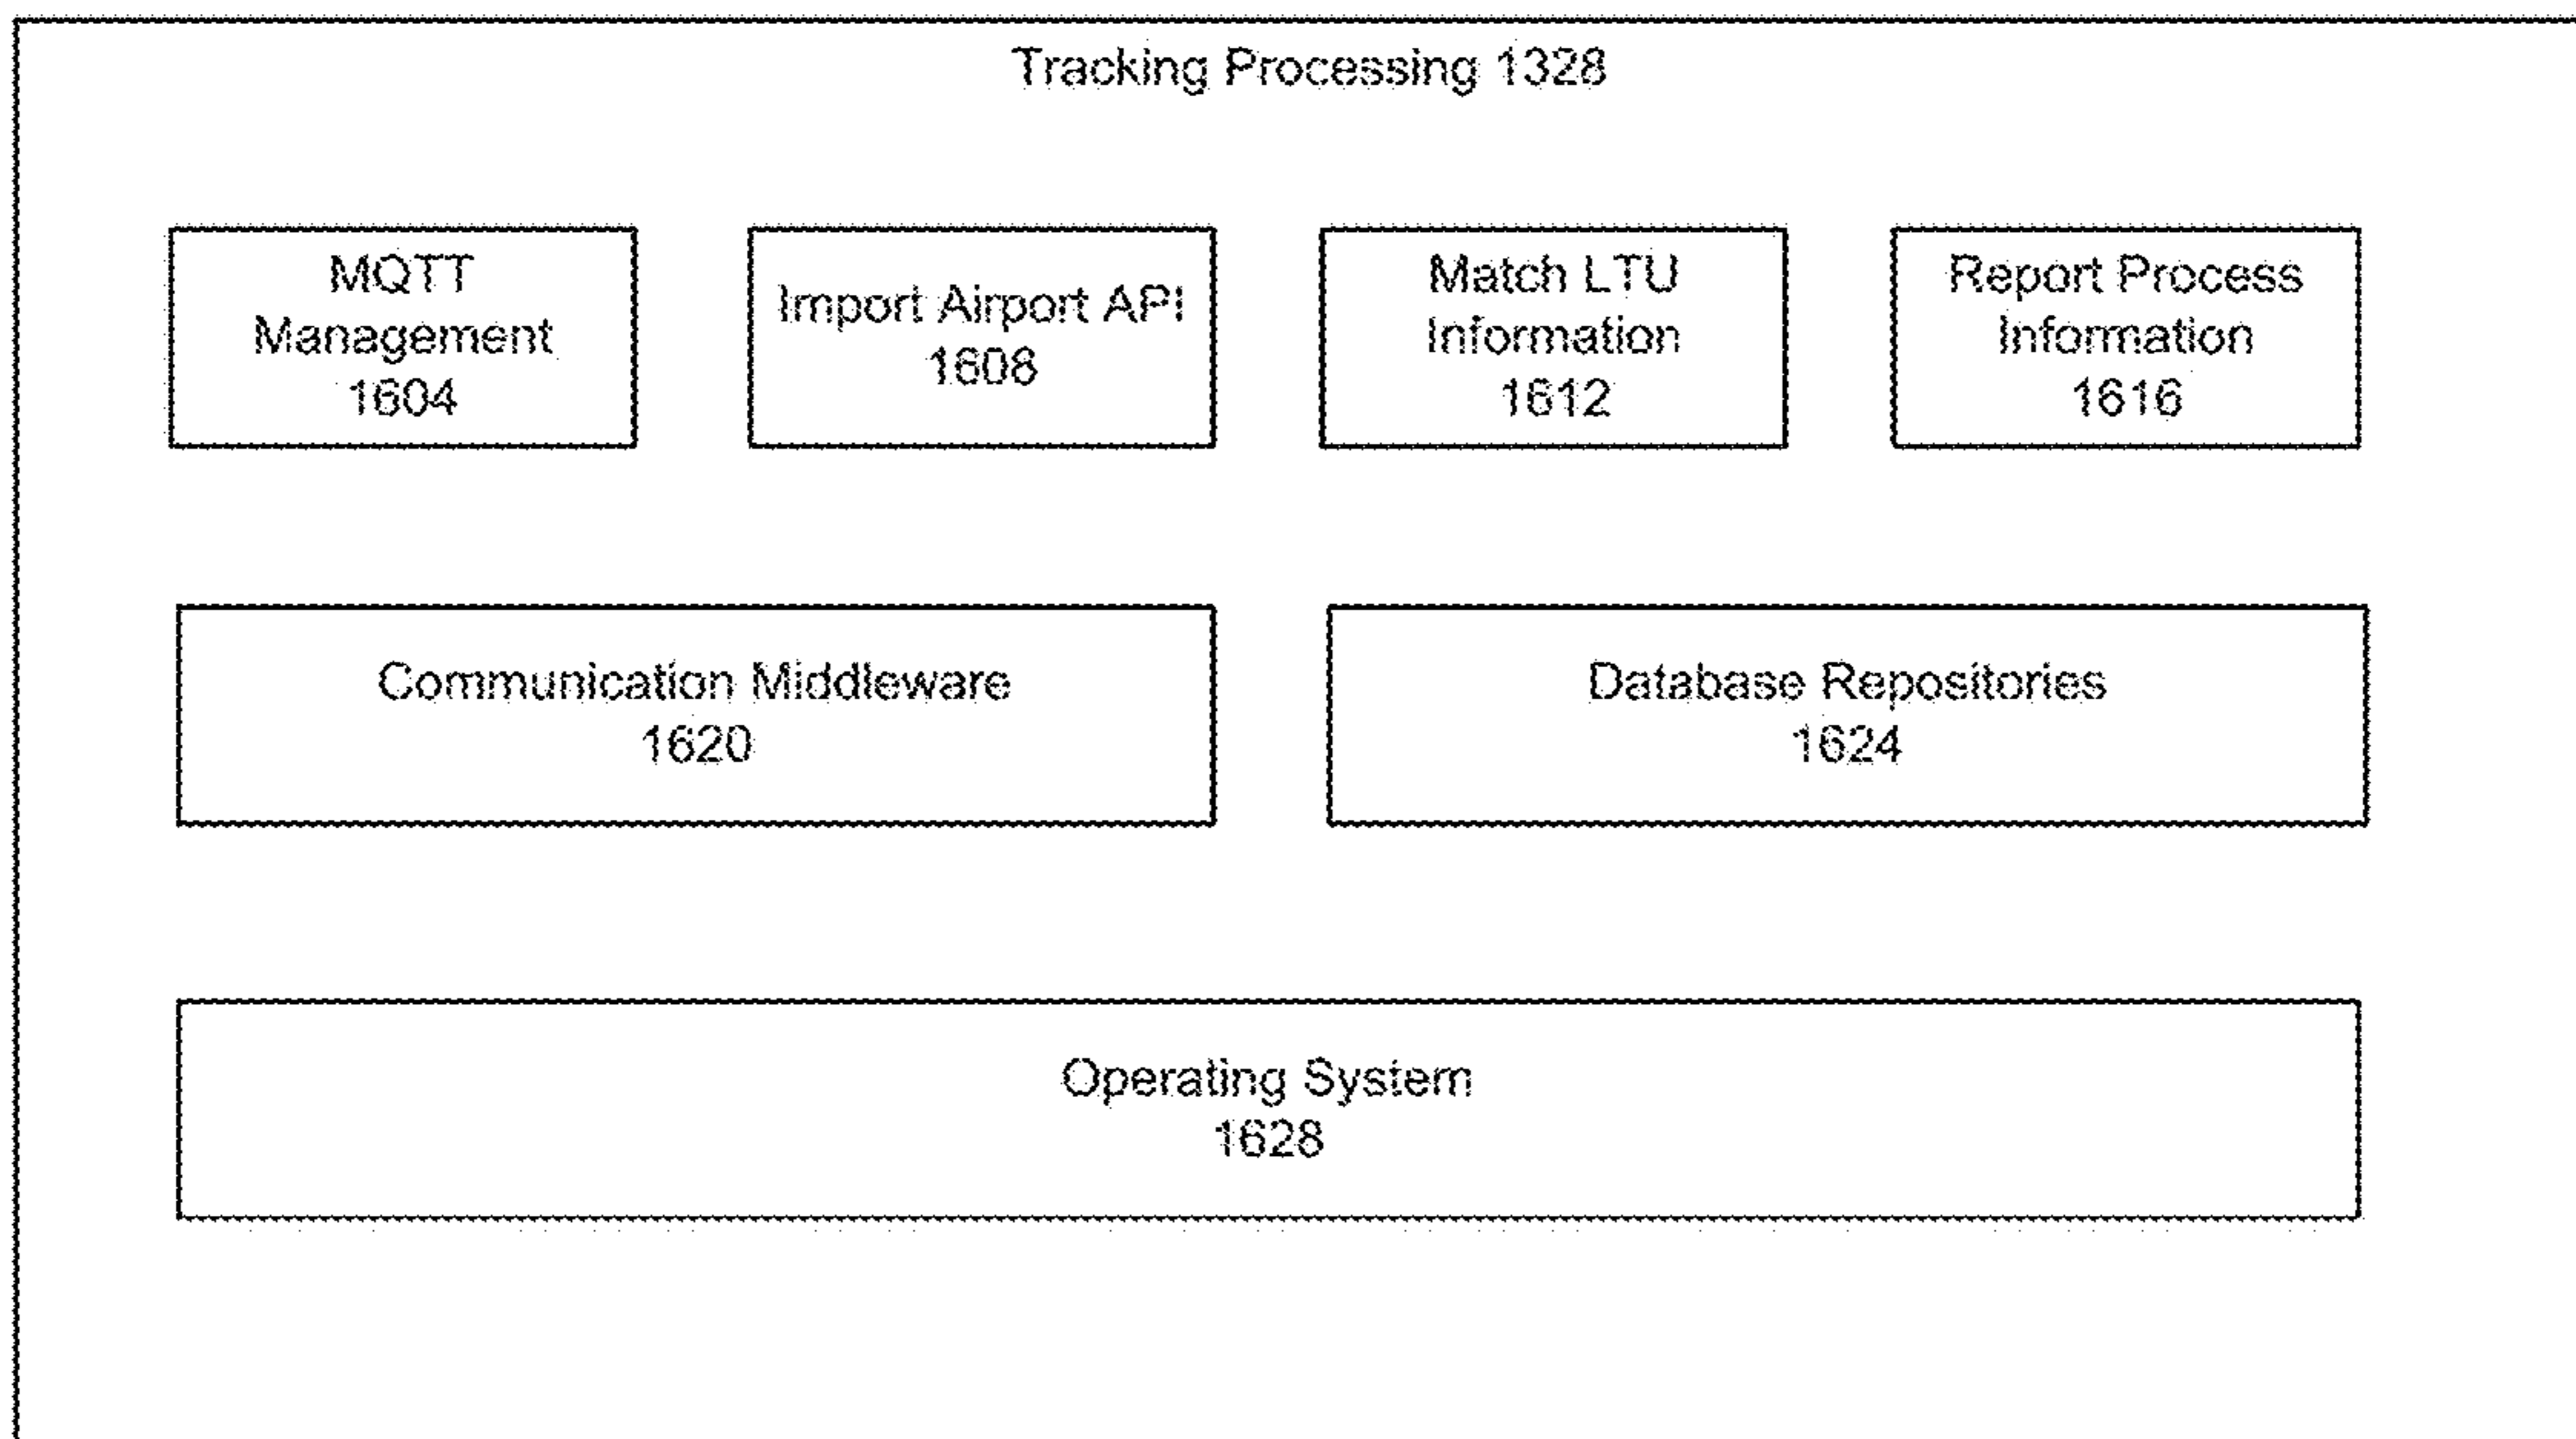 Tracking Processing 1328
MQTT
Management
1604
Import Airport API
1608
Match LTU
Information
1612
Report Process
Information
1616
Communication Middleware
1620
Database Repositories
1624
Operating System
1628